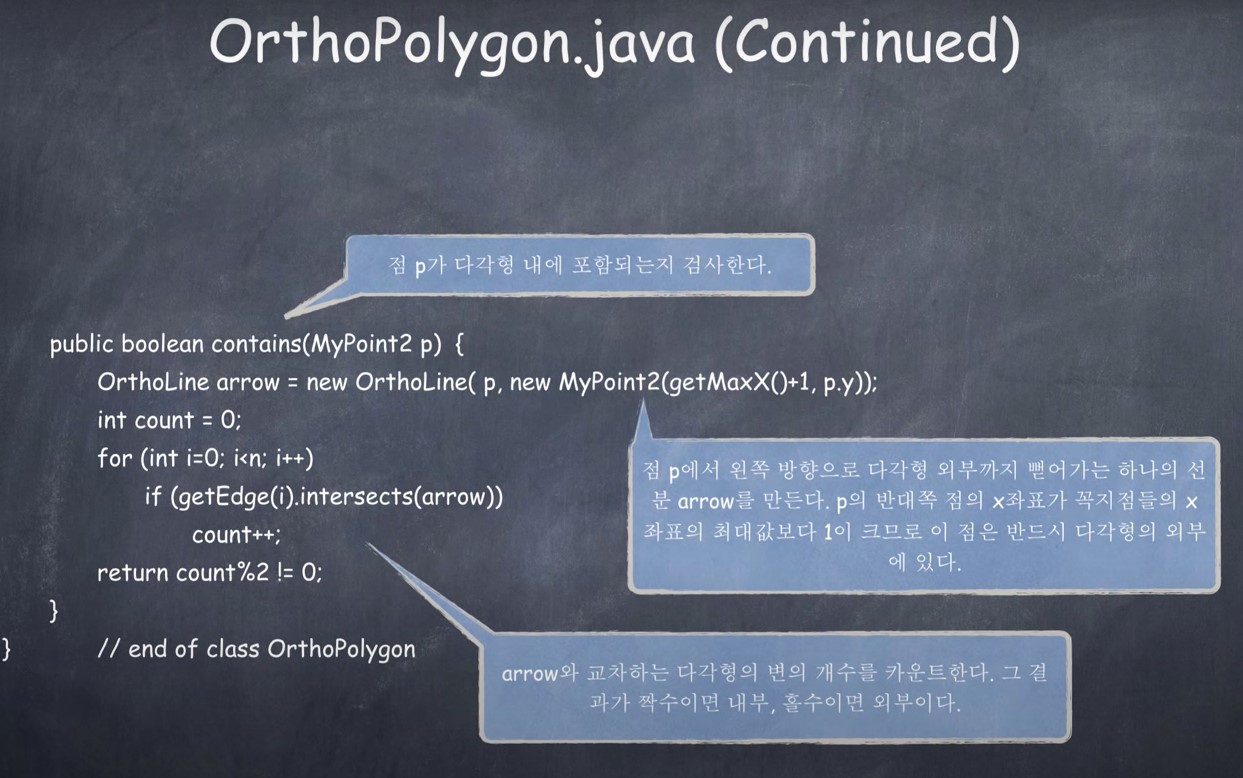 OrthoPolygon.java (Continued)
점 p가 다각형 내에 포함되는지 검사한다.
public boolean contains(MyPoint2 p) {
OrthoLine arrow = new OrthoLine( p, new MyPoint2(getMaxX()+1, p.y));
int count = 0;
for (int i=0; i<n; i++)
if (getEdge(i).intersects(arrow))
count++;
return count%2 != 0;
}
} // end of class OrthoPolygon
점 p에서 왼쪽 방향으로 다각형 외부까지 뻗어가는 하나의 선
분 arrow를 만든다. p의 반대쪽 점의 x좌표가 꼭지점들의 x
좌표의 최대값보다 1이 크므로 이 점은 반드시 다각형의 외부
에 있다.
arrow와 교차하는 다각형의 변의 개수를 카운트한다. 그 결
과가 짝수이면 내부, 홀수이면 외부이다.